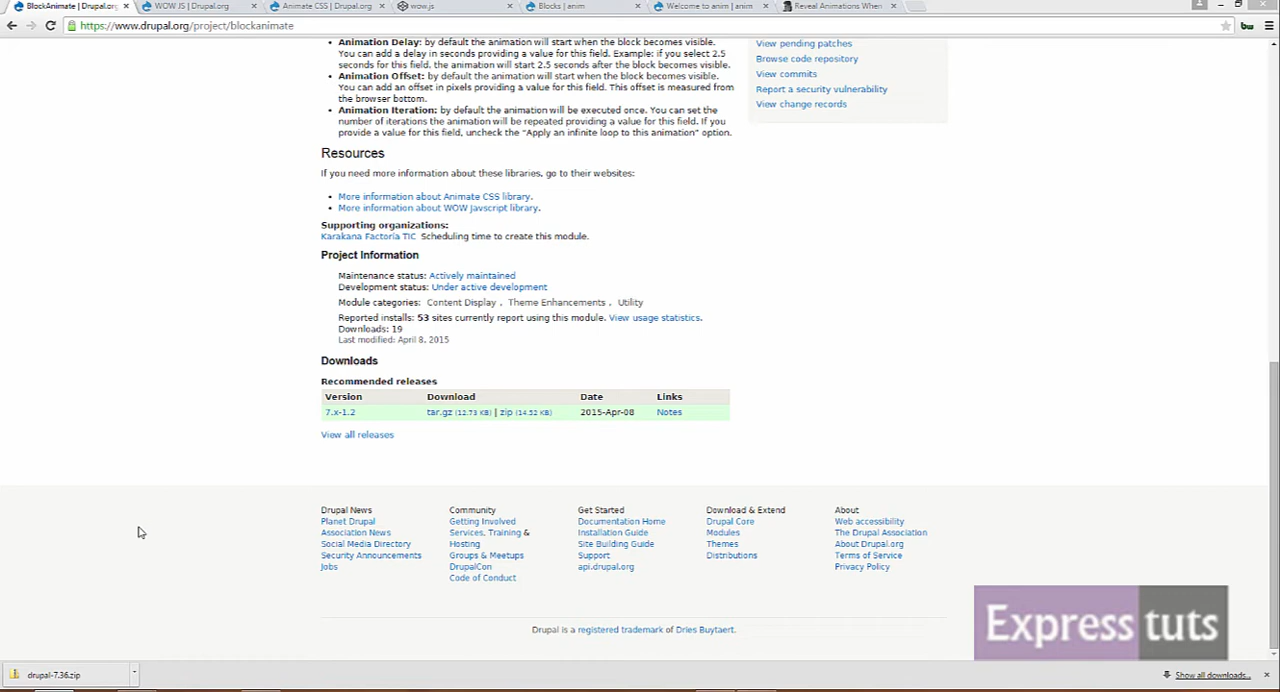 BlockAnimate | Drupal.org
WOW JS | Drupal.org
Animate CSS | Drupal.org
wow.js
Blocks | anim
Welcome to anim | anim
Reveal Animations When
https://www.drupal.org/project/blockanimate
• Animation Delay: by default the animation will start when the block becomes visible.
You can add a delay in seconds providing a value for this field. Example: if you select 2.5
seconds for this field. the animation will start 2.5 seconds after the block becomes visible.
• Animation Offset: by default the animation will start when the block becomes visible.
You can add an offset in pixels providing a value for this field. This offset is measured from
the browser bottom.
• Animation Iteration: by default the animation will be executed once. You can set the
number of iterations the animation will be repeated providing a value for this field. If you
provide a value for this field, uncheck the "Apply an infinite loop to this animation" option.
View pending patches
Browse code repository
View commits
Report a security vulnerability
View change records
Resources
If you need more information about these libraries, go to their websites:
• More information about Animate CSS library.
• More information about WOW Javscript library.
Supporting organizations:
Karakana Factoría TIC Scheduling time to create this module.
Project Information
Maintenance status: Actively maintained
Development status: Under active development
Module categories: Content Display , Theme Enhancements , Utility
Reported installs: 53 sites currently report using this module. View usage statistics.
Downloads: 19
Last modified: April 8, 2015
Downloads
Recommended releases
Version Download Date Links
7.x-1.2 tar.gz (12.73 KB) | zip (14.52 KB) 2015-Apr-08 Notes
View all releases
Drupal News
Planet Drupal
Association News
Social Media Directory
Security Announcements
Jobs
Community
Getting Involved
Services, Training &
Hosting
Groups & Meetups
DrupalCon
Code of Conduct
Get Started
Documentation Home
Installation Guide
Site Building Guide
Support
api.drupal.org
Download & Extend
Drupal Core
Modules
Themes
Distributions
About
Web accessibility
The Drupal Association
About Drupal.org
Terms of Service
Privacy Policy
Drupal is a registered trademark of Dries Buytaert.
Express tuts
drupal-7.36.zip
Show all downloads...